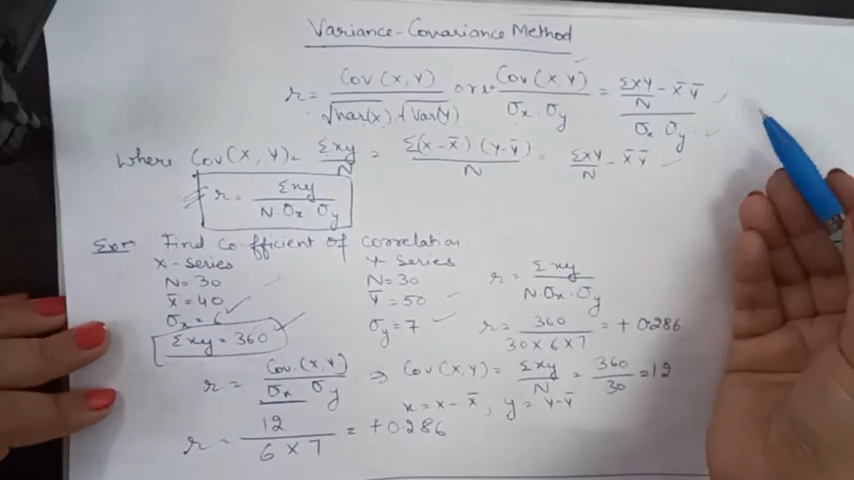 Variance-Covariance Method
r = Cov(X,Y) / √Var(X) √Var(Y) or Cov(X,Y) / σx.σy = ΣXY/N - X̄Ȳ / σx.σy
Where Cov(X,Y) = Σxy/N = Σ(X-X̄)(Y-Ȳ)/N = ΣXY/N - X̄Ȳ
r = Σxy / N.σx.σy
Find Co-fficient of Correlation
X-Series
N=30
X̄=40
σx=6
Σxy=360
Y Series
N=30
Ȳ=50
σy=7
r = Σxy / N.σx.σy
r = 360 / 30×6×7 = +0.286
r = Cov.(X,Y) / σx σy ⇒ Cov(X,Y) = Σxy/N = 360/30 = 12
x = X-X̄, y = Y-Ȳ
r = 12 / 6×7 = +0.286